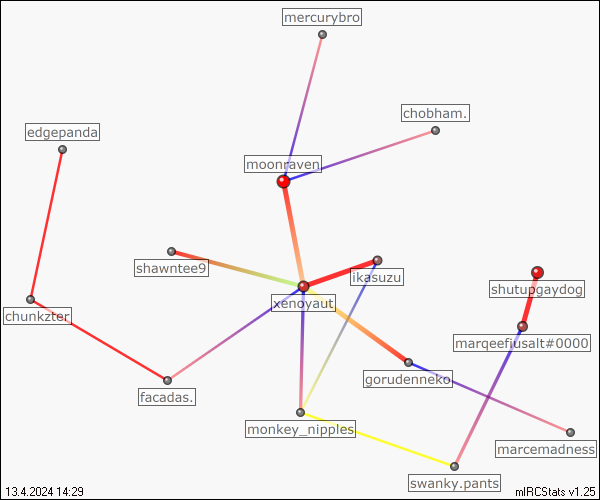 mercurybro
chobham.
edgepanda
moonraven
shawntee9
ikasuzu
shutupgaydog
xenoyaut
chunkzter
marqeefiusalt#0000
gorudenneko
facadas.
monkey_nipples
marcemadness
swanky.pants
13.4.2024 14:29
mIRCStats v1.25